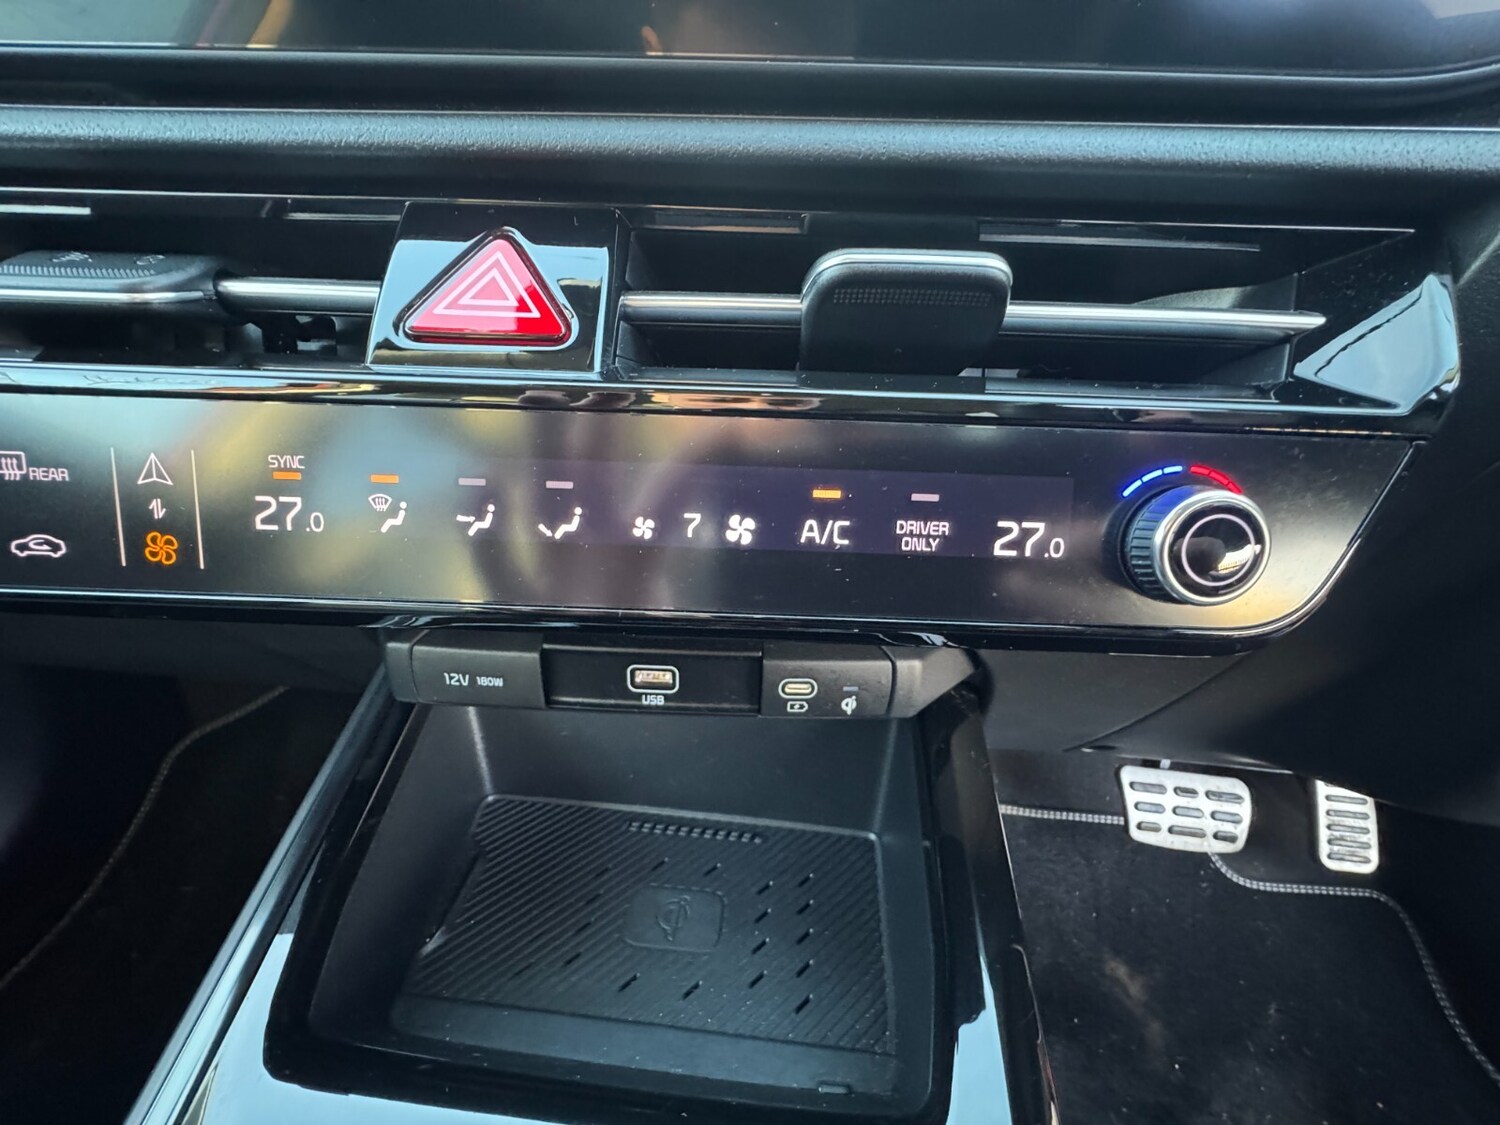 REAR
SYNC
27.0
7
A/C
DRIVER
ONLY
27.0
12V 180W
USB